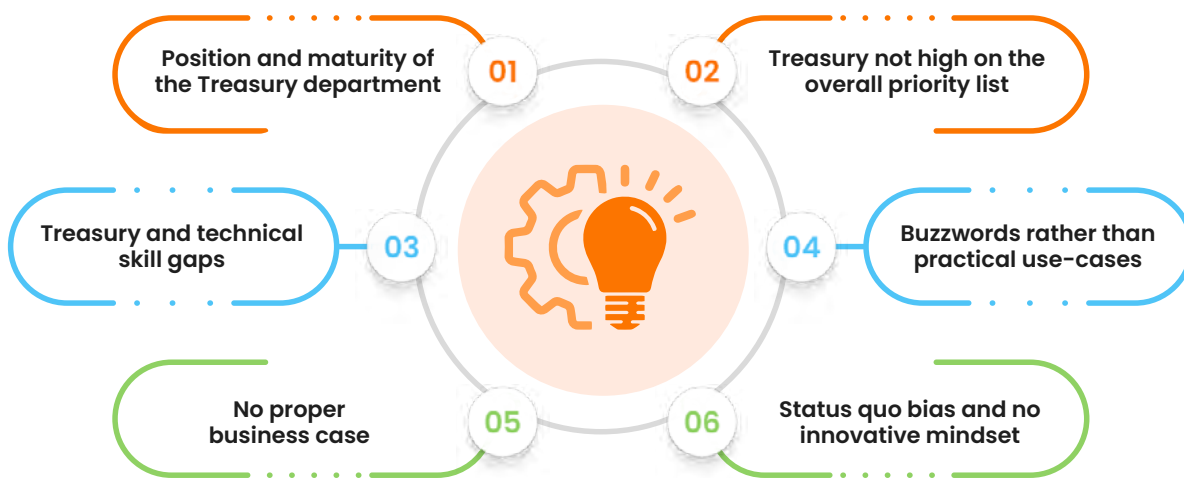 01
Position and maturity of
the Treasury department
02
Treasury not high on the
overall priority list
03
Treasury and technical
skill gaps
04
Buzzwords rather than
practical use-cases
05
No proper
business case
06
Status quo bias and no
innovative mindset